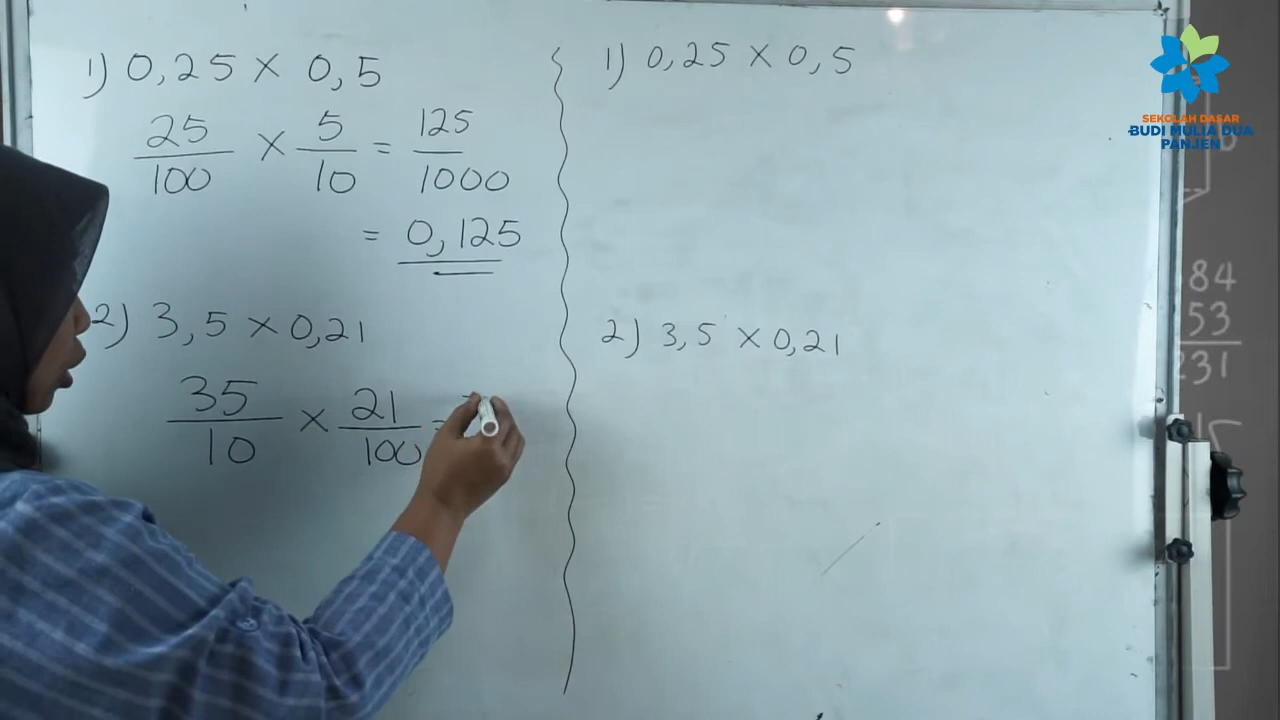 1) 0,25 × 0,5
25/100 × 5/10 = 125/1000
= 0,125
2) 3,5 × 0,21
35/10 × 21/100 =
1) 0,25 × 0,5
2) 3,5 × 0,21
SEKOLAH DASAR
BUDI MULIA DUA
PANJEN
84
53
231
15